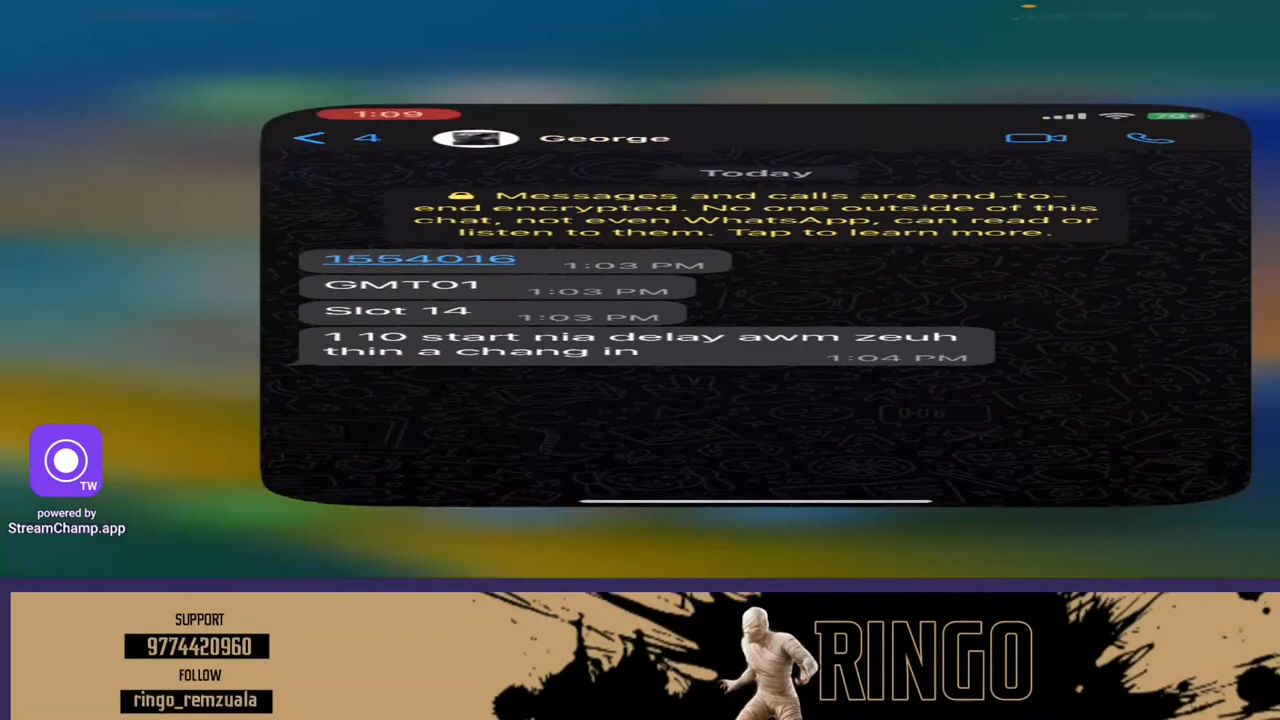 1:09
70
4
George
Today
Messages and calls are end-to-
end encrypted. No one outside of this
chat, not even WhatsApp, can read or
listen to them. Tap to learn more.
1554016 1:03 PM
GMT01 1:03 PM
Slot 14 1:03 PM
1 10 start nia delay awm zeuh
thin a chang in 1:04 PM
TW
powered by
StreamChamp.app
SUPPORT
9774420960
FOLLOW
ringo_remzuala
RINGO